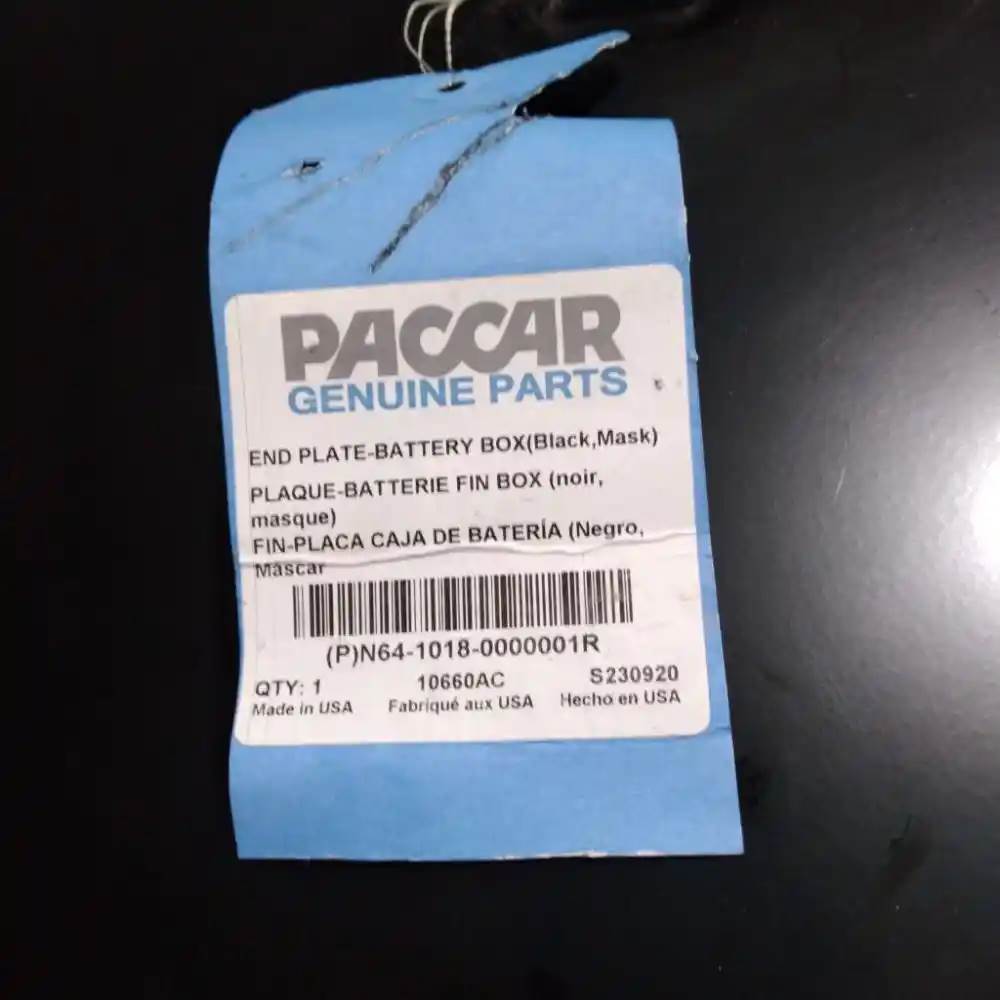 PACCAR
GENUINE PARTS
END PLATE-BATTERY BOX(Black,Mask)
PLAQUE-BATTERIE FIN BOX (noir,
masque)
FIN-PLACA CAJA DE BATERÍA (Negro,
Máscar
(P)N64-1018-0000001R
QTY: 1 10660AC S230920
Made in USA Fabriqué aux USA Hecho en USA